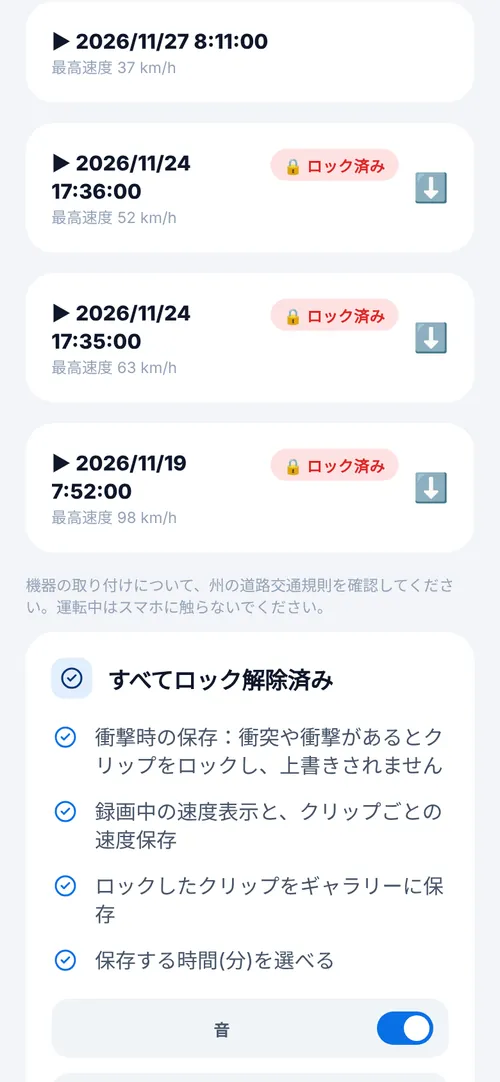 ▶ 2026/11/27 8:11:00
最高速度 37 km/h
▶ 2026/11/24
17:36:00
🔒 ロック済み
⬇️
最高速度 52 km/h
▶ 2026/11/24
17:35:00
🔒 ロック済み
⬇️
最高速度 63 km/h
▶ 2026/11/19
7:52:00
🔒 ロック済み
⬇️
最高速度 98 km/h
機器の取り付けについて、州の道路交通規則を確認してくださ
い。運転中はスマホに触らないでください。
すべてロック解除済み
衝撃時の保存：衝突や衝撃があるとク
リップをロックし、上書きされません
録画中の速度表示と、クリップごとの
速度保存
ロックしたクリップをギャラリーに保
存
保存する時間(分)を選べる
音